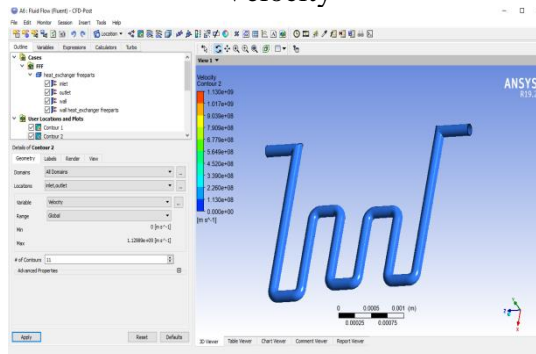 Velocity
A6 : Fluid Flow (Fluent) - CFD-Post
File Edit Monitor Session Insert Tools Help
Location
Outline Variables Expressions Calculators Turbo
Cases
FFF
heat_exchanger freeparts
inlet
outlet
wall
wall heat_exchanger freeparts
User Locations and Plots
Contour 1
Contour 2
Details of Contour 2
Geometry Labels Render View
Domains All Domains
Locations inlet,outlet
Variable Velocity
Range Global
Min 0 [m s^-1]
Max
# of Contours 11
Advanced Properties
Apply Reset Defaults
View 1
Velocity
Contour 2
1.130e+09
1.017e+09
9.039e+08
7.909e+08
6.779e+08
5.649e+08
4.520e+08
3.390e+08
2.260e+08
1.130e+08
0.000e+00
[m s^-1]
ANSYS
0 0.0005 0.001 (m)
0.00025 0.00075
3D Viewer Table Viewer Chart Viewer Comment Viewer Report Viewer